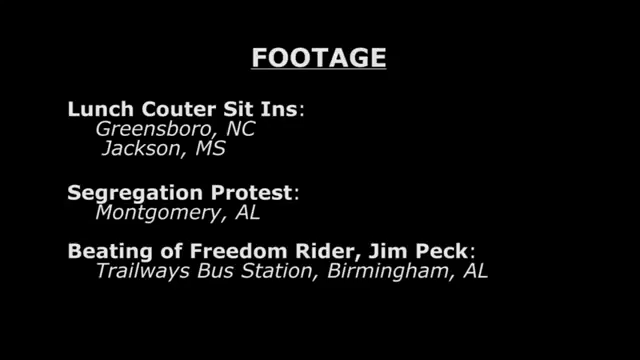 FOOTAGE
Lunch Couter Sit Ins:
Greensboro, NC
Jackson, MS
Segregation Protest:
Montgomery, AL
Beating of Freedom Rider, Jim Peck:
Trailways Bus Station, Birmingham, AL